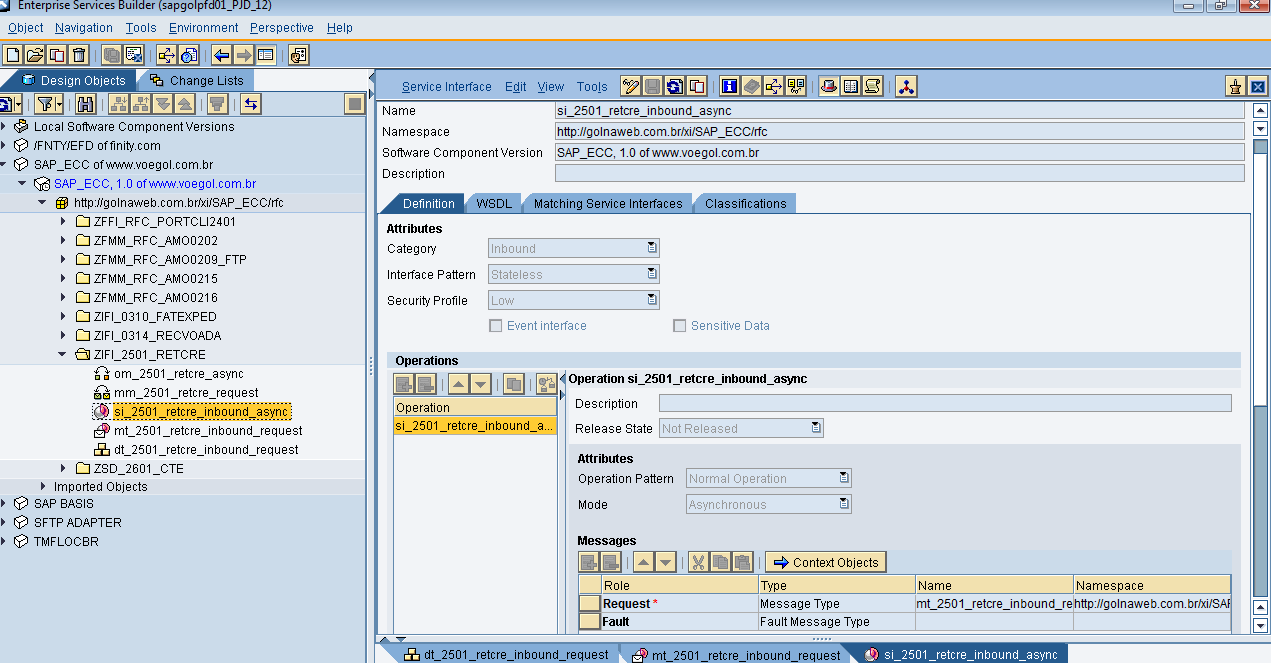 Enterprise Services Builder (sapgolpfd01_PJD_12)
Object Navigation Tools Environment Perspective Help
Design Objects Change Lists
Local Software Component Versions
/FNTY/EFD of finity.com
SAP_ECC of www.voegol.com.br
SAP_ECC, 1.0 of www.voegol.com.br
http://golnaweb.com.br/xi/SAP_ECC/rfc
ZFFI_RFC_PORTCLI2401
ZFMM_RFC_AMO0202
ZFMM_RFC_AMO0209_FTP
ZFMM_RFC_AMO0215
ZFMM_RFC_AMO0216
ZIFI_0310_FATEXPED
ZIFI_0314_RECVOADA
ZIFI_2501_RETCRE
om_2501_retcre_async
mm_2501_retcre_request
si_2501_retcre_inbound_async
mt_2501_retcre_inbound_request
dt_2501_retcre_inbound_request
ZSD_2601_CTE
Imported Objects
SAP BASIS
SFTP ADAPTER
TMFLOCBR
Service Interface Edit View Tools
Name si_2501_retcre_inbound_async
Namespace http://golnaweb.com.br/xi/SAP_ECC/rfc
Software Component Version SAP_ECC, 1.0 of www.voegol.com.br
Description
Definition WSDL Matching Service Interfaces Classifications
Attributes
Category Inbound
Interface Pattern Stateless
Security Profile Low
Event interface Sensitive Data
Operations
Operation
si_2501_retcre_inbound_a...
Operation si_2501_retcre_inbound_async
Description
Release State Not Released
Attributes
Operation Pattern Normal Operation
Mode Asynchronous
Messages
Context Objects
Role Type Name Namespace
Request * Message Type mt_2501_retcre_inbound_re http://golnaweb.com.br/xi/SAF
Fault Fault Message Type
dt_2501_retcre_inbound_request mt_2501_retcre_inbound_request si_2501_retcre_inbound_async